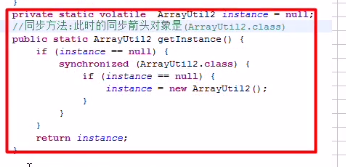 }
private static volatile ArrayUtil2 instance = null;
//同步方法:此时的同步箭头对象是(ArrayUtil2.class)
public static ArrayUtil2 getInstance() {
if (instance == null) {
synchronized (ArrayUtil2.class) {
if (instance == null) {
instance = new ArrayUtil2();
}
}
}
return instance;
}